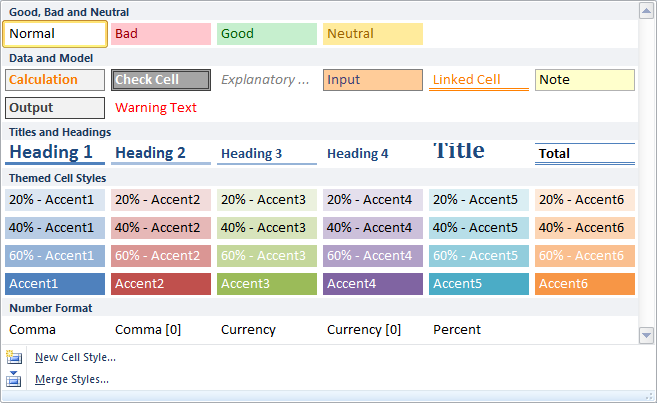 Good, Bad and Neutral
Normal Bad Good Neutral
Data and Model
Calculation Check Cell Explanatory ... Input Linked Cell Note
Output Warning Text
Titles and Headings
Heading 1 Heading 2 Heading 3 Heading 4 Title Total
Themed Cell Styles
20% - Accent1 20% - Accent2 20% - Accent3 20% - Accent4 20% - Accent5 20% - Accent6
40% - Accent1 40% - Accent2 40% - Accent3 40% - Accent4 40% - Accent5 40% - Accent6
60% - Accent1 60% - Accent2 60% - Accent3 60% - Accent4 60% - Accent5 60% - Accent6
Accent1 Accent2 Accent3 Accent4 Accent5 Accent6
Number Format
Comma Comma [0] Currency Currency [0] Percent
New Cell Style...
Merge Styles...